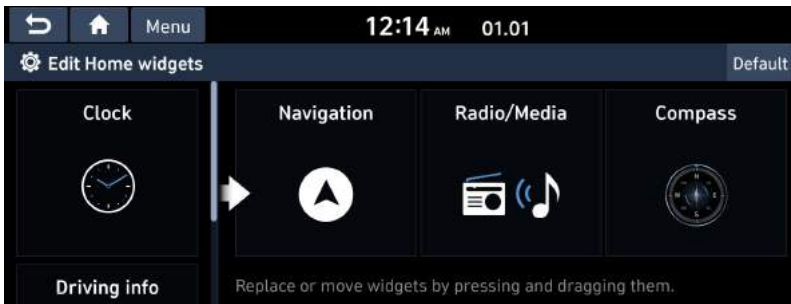 Menu 12:14 AM 01.01
Edit Home widgets Default
Clock Navigation Radio/Media Compass
N
W E
S
Driving info Replace or move widgets by pressing and dragging them.